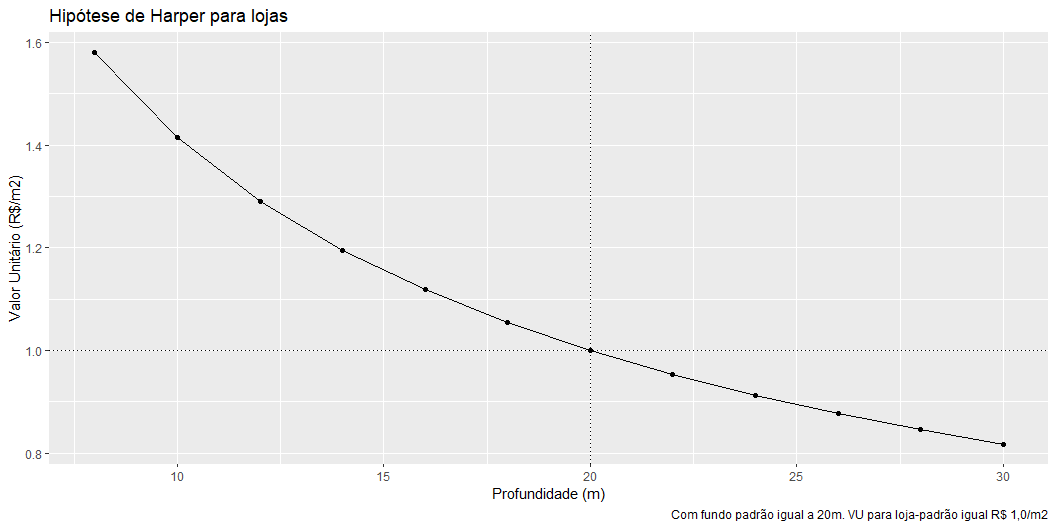 Hipótese de Harper para lojas
Valor Unitário (R$/m2)
1.6
1.4
1.2
1.0
0.8
10
15
20
25
30
Profundidade (m)
Com fundo padrão igual a 20m. VU para loja-padrão igual R$ 1,0/m2